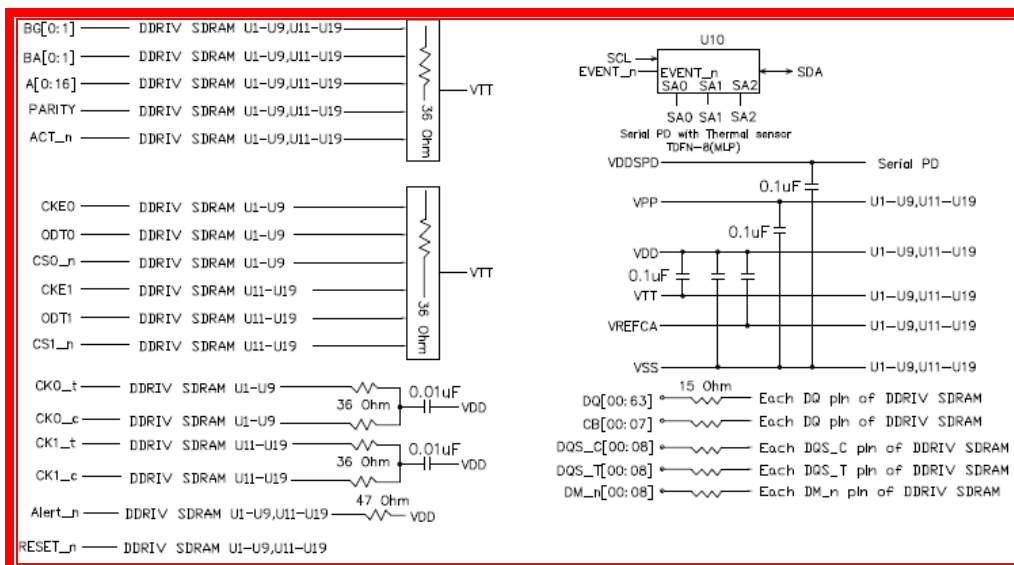 BG[0:1] DDRIV SDRAM U1-U9,U11-U19
BA[0:1] DDRIV SDRAM U1-U9,U11-U19
A[0:16] DDRIV SDRAM U1-U9,U11-U19
PARITY DDRIV SDRAM U1-U9,U11-U19
ACT_n DDRIV SDRAM U1-U9,U11-U19
36 Ohm
VTT
CKE0 DDRIV SDRAM U1-U9
ODT0 DDRIV SDRAM U1-U9
CS0_n DDRIV SDRAM U1-U9
CKE1 DDRIV SDRAM U11-U19
ODT1 DDRIV SDRAM U11-U19
CS1_n DDRIV SDRAM U11-U19
36 Ohm
VTT
CK0_t DDRIV SDRAM U1-U9
36 Ohm 0.01uF VDD
CK0_c DDRIV SDRAM U1-U9
CK1_t DDRIV SDRAM U11-U19
36 Ohm 0.01uF VDD
CK1_c DDRIV SDRAM U11-U19
47 Ohm
Alert_n DDRIV SDRAM U1-U9,U11-U19 VDD
RESET_n DDRIV SDRAM U1-U9,U11-U19
U10
SCL
EVENT_n EVENT_n SDA
SA0 SA1 SA2
SA0 SA1 SA2
Serial PD with Thermal sensor
TDFN-8(MLP)
VDDSPD Serial PD
0.1uF
VPP U1-U9,U11-U19
0.1uF
VDD U1-U9,U11-U19
0.1uF
VTT U1-U9,U11-U19
VREFCA U1-U9,U11-U19
VSS U1-U9,U11-U19
15 Ohm
DQ[00:63] Each DQ pin of DDRIV SDRAM
CB[00:07] Each DQ pin of DDRIV SDRAM
DQS_C[00:08] Each DQS_C pin of DDRIV SDRAM
DQS_T[00:08] Each DQS_T pin of DDRIV SDRAM
DM_n[00:08] Each DM_n pin of DDRIV SDRAM